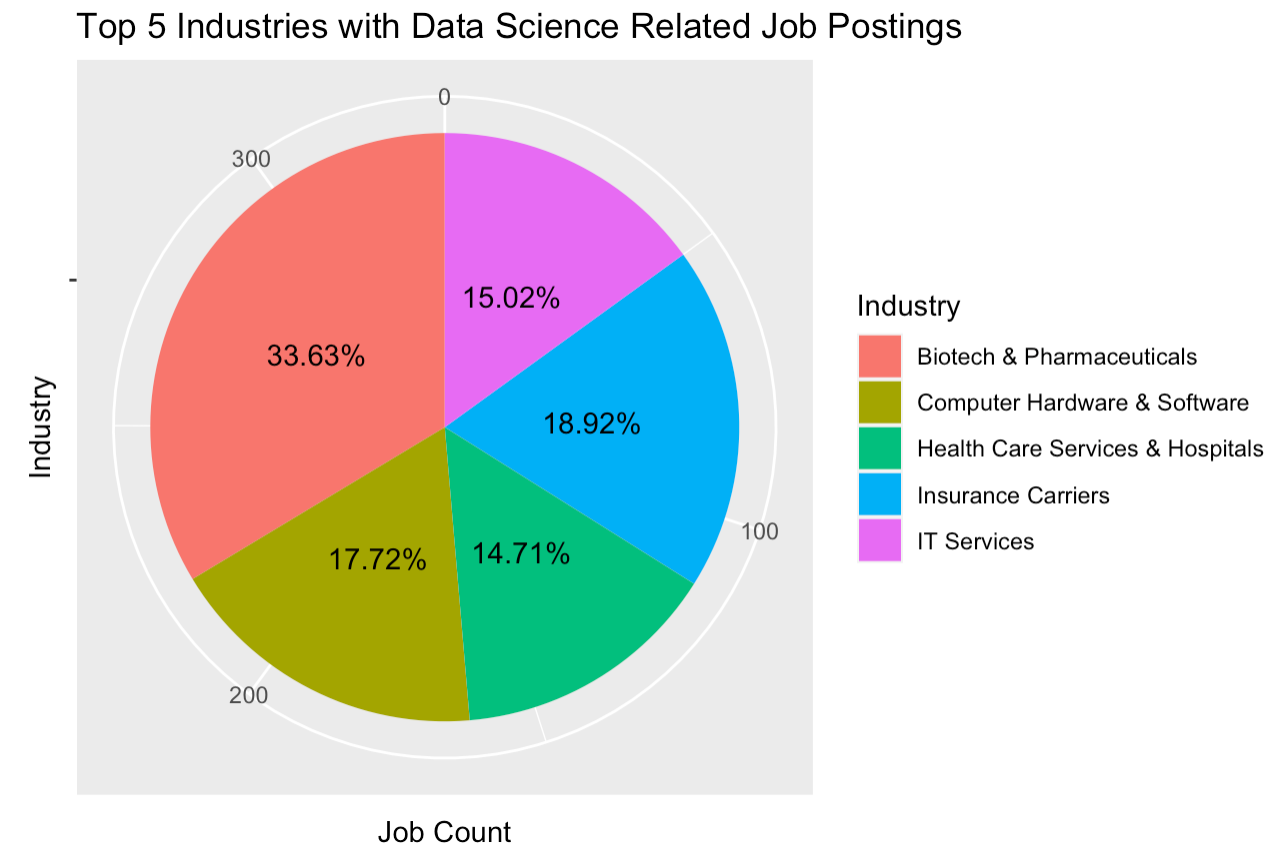 Top 5 Industries with Data Science Related Job Postings
0
300
15.02%
33.63%
18.92%
100
14.71%
17.72%
200
Industry
Job Count
Industry
Biotech & Pharmaceuticals
Computer Hardware & Software
Health Care Services & Hospitals
Insurance Carriers
IT Services